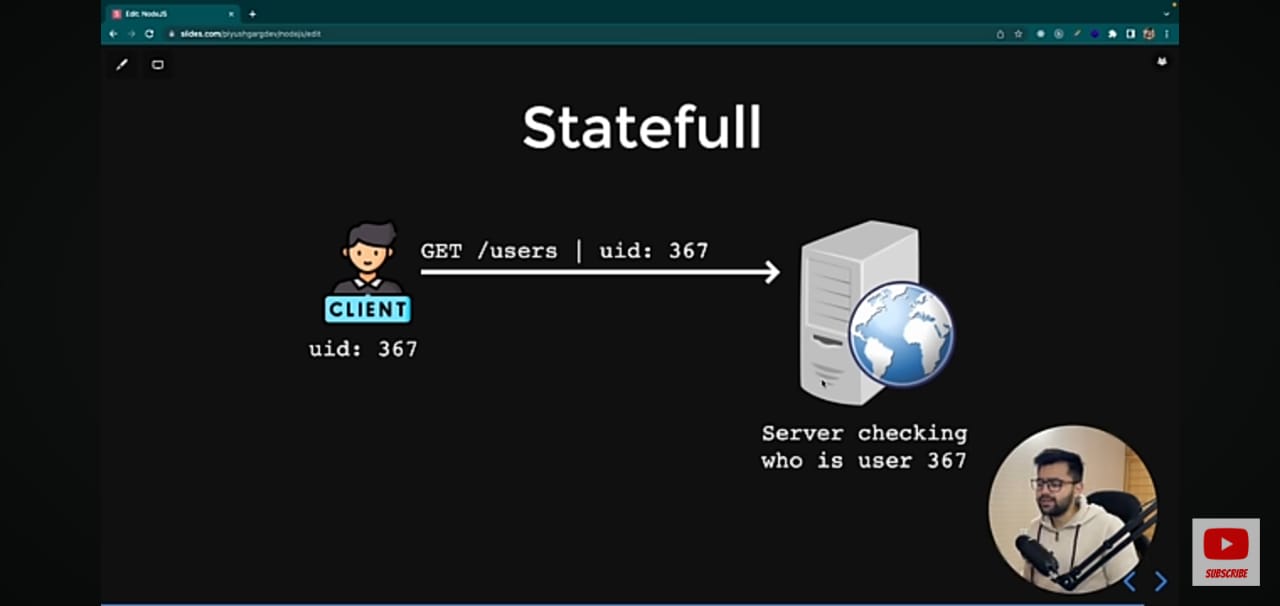 Edit: NodeJS
slides.com/piyushgargdev/nodejs/edit
Statefull
GET /users | uid: 367
CLIENT
uid: 367
Server checking
who is user 367
SUBSCRIBE